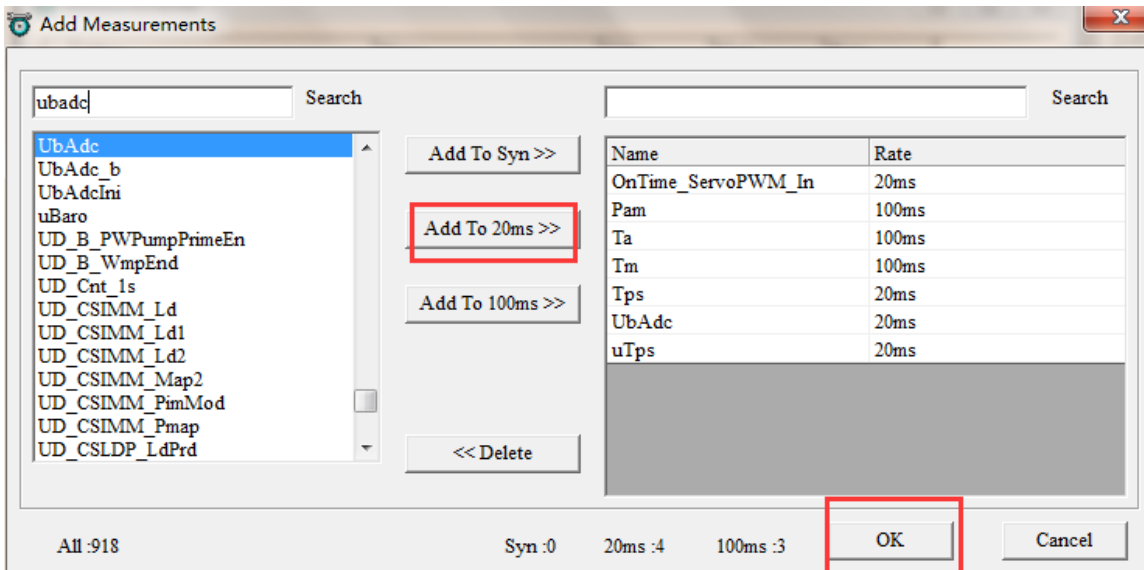 Add Measurements
ubadc
Search
Search
UbAdc
UbAdc_b
UbAdcIni
uBaro
UD_B_PWPumpPrimeEn
UD_B_WmpEnd
UD_Cnt_1s
UD_CSIMM_Ld
UD_CSIMM_Ld1
UD_CSIMM_Ld2
UD_CSIMM_Map2
UD_CSIMM_PimMod
UD_CSIMM_Pmap
UD_CSLDP_LdPrd
Add To Syn >>
Add To 20ms >>
Add To 100ms >>
<< Delete
Name Rate
OnTime_ServoPWM_In 20ms
Pam 100ms
Ta 100ms
Tm 100ms
Tps 20ms
UbAdc 20ms
uTps 20ms
All :918 Syn :0 20ms :4 100ms :3 OK Cancel